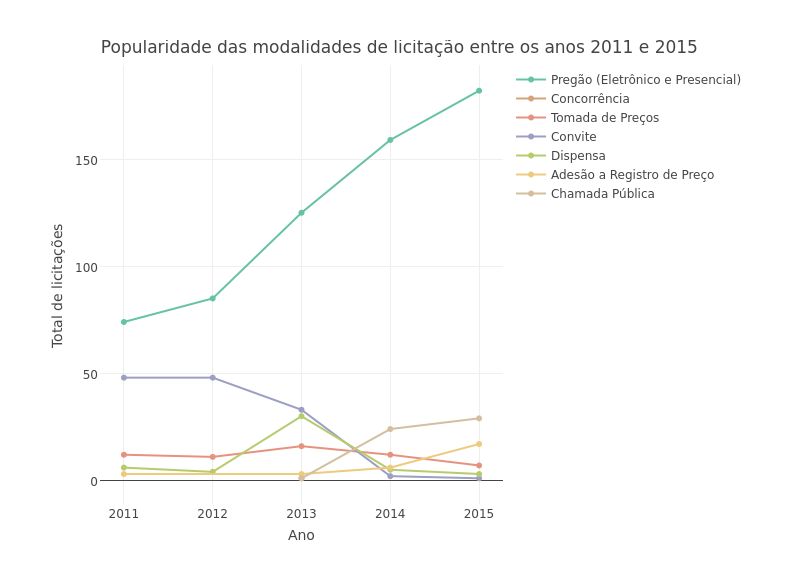 Popularidade das modalidades de licitação entre os anos 2011 e 2015
Pregão (Eletrônico e Presencial)
Concorrência
Tomada de Preços
Convite
Dispensa
Adesão a Registro de Preço
Chamada Pública
Total de licitações
150
100
50
0
2011 2012 2013 2014 2015
Ano